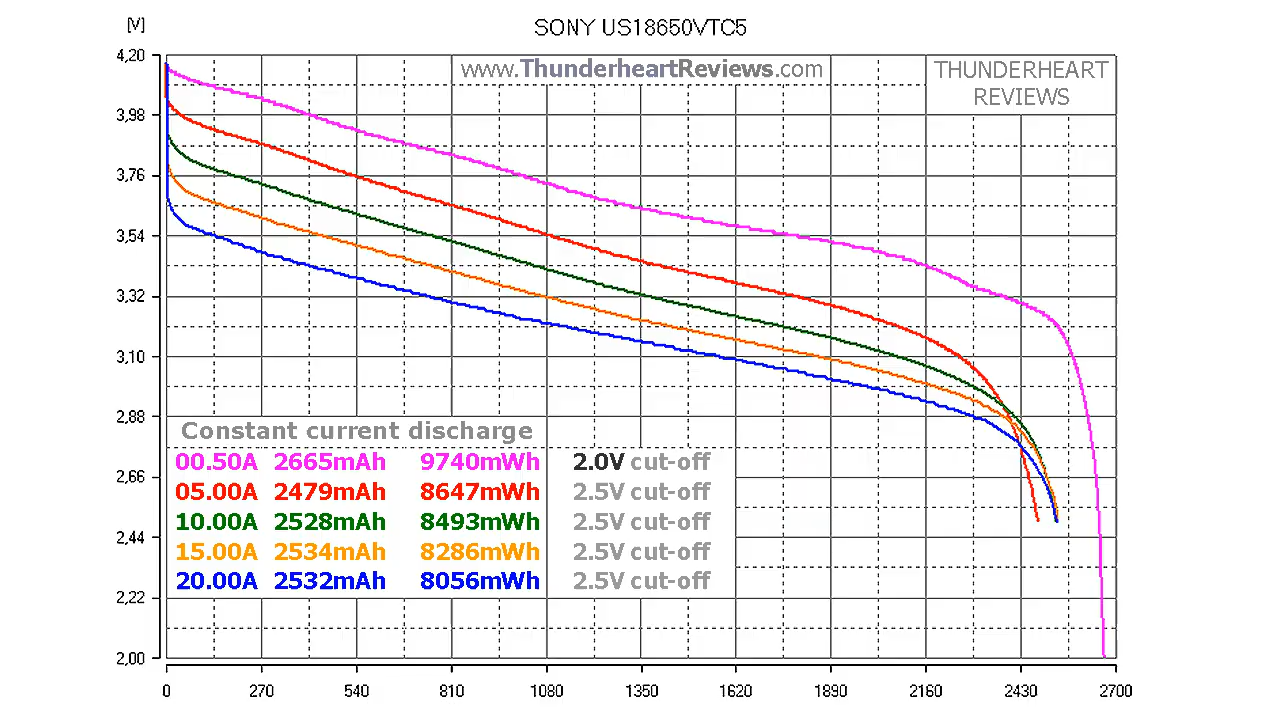 [V]
SONY US18650VTC5
4,20
www.ThunderheartReviews.com
THUNDERHEART
REVIEWS
3,98
3,76
3,54
3,32
3,10
2,88
Constant current discharge
00.50A 2665mAh 9740mWh 2.0V cut-off
2,66
05.00A 2479mAh 8647mWh 2.5V cut-off
10.00A 2528mAh 8493mWh 2.5V cut-off
2,44
15.00A 2534mAh 8286mWh 2.5V cut-off
20.00A 2532mAh 8056mWh 2.5V cut-off
2,22
2,00
0 270 540 810 1080 1350 1620 1890 2160 2430 2700